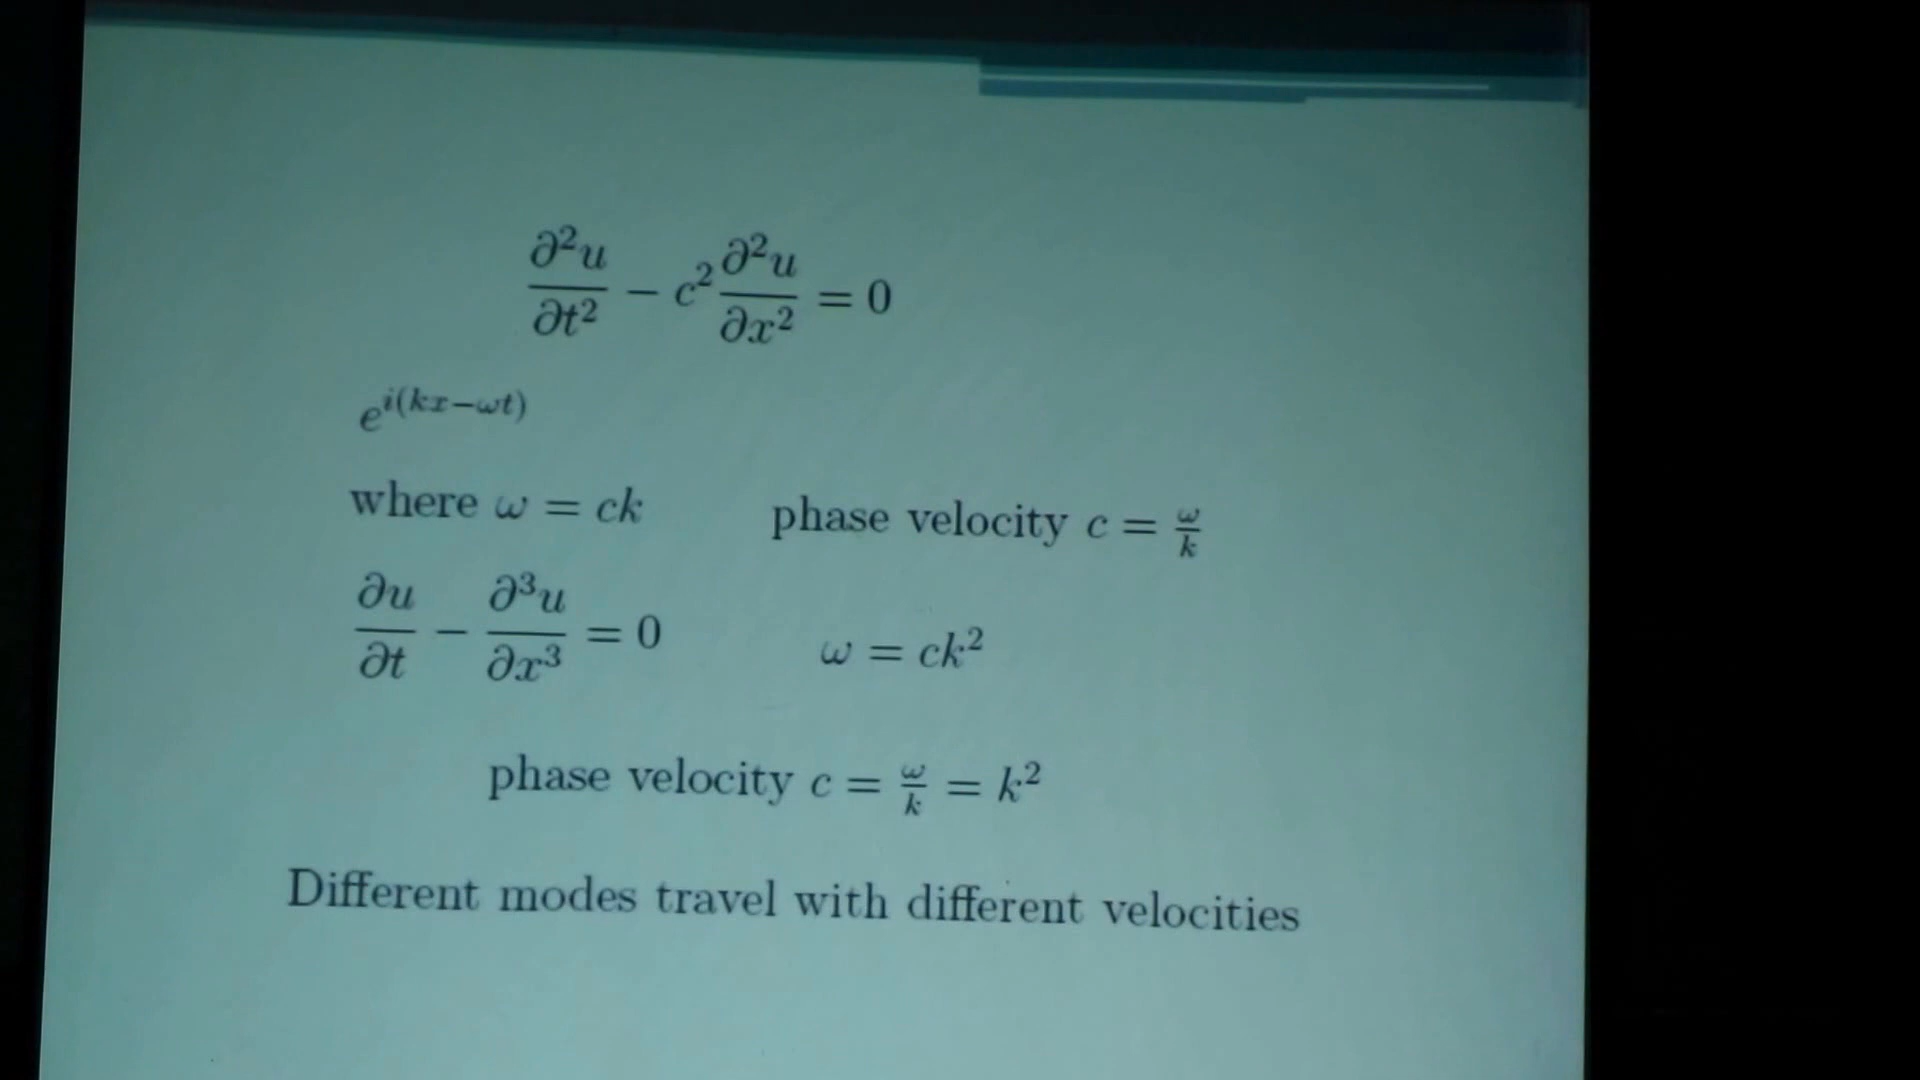 ∂²u/∂t² − c² ∂²u/∂x² = 0
e^{i(kx−ωt)}
where ω = ck phase velocity c = ω/k
∂u/∂t − ∂³u/∂x³ = 0 ω = ck²
phase velocity c = ω/k = k²
Different modes travel with different velocities